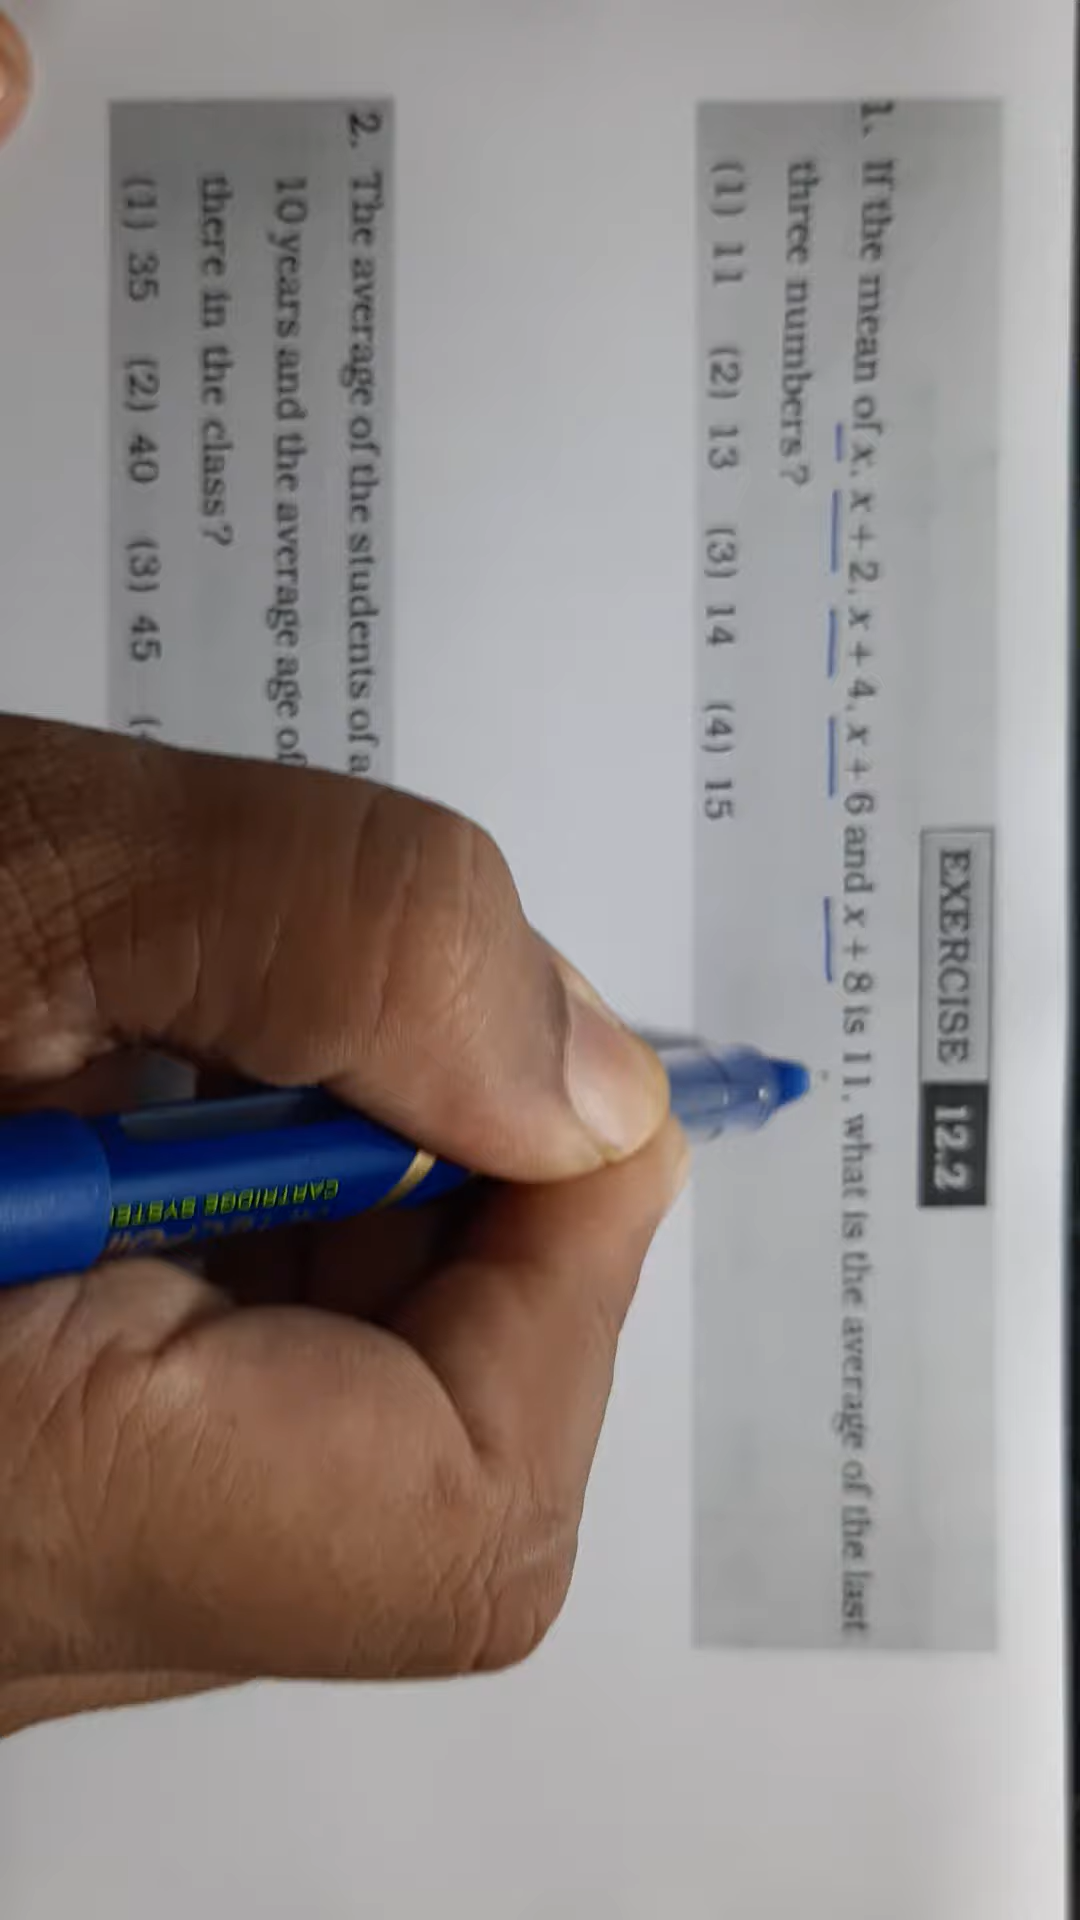 EXERCISE 12.2
1. If the mean of x, x + 2, x + 4, x + 6 and x + 8 is 11, what is the average of the last
three numbers?
(1) 11 (2) 13 (3) 14 (4) 15
2. The average of the students of a
10 years and the average age of
there in the class?
(1) 35 (2) 40 (3) 45 (
CARTRIDGE SYSTE